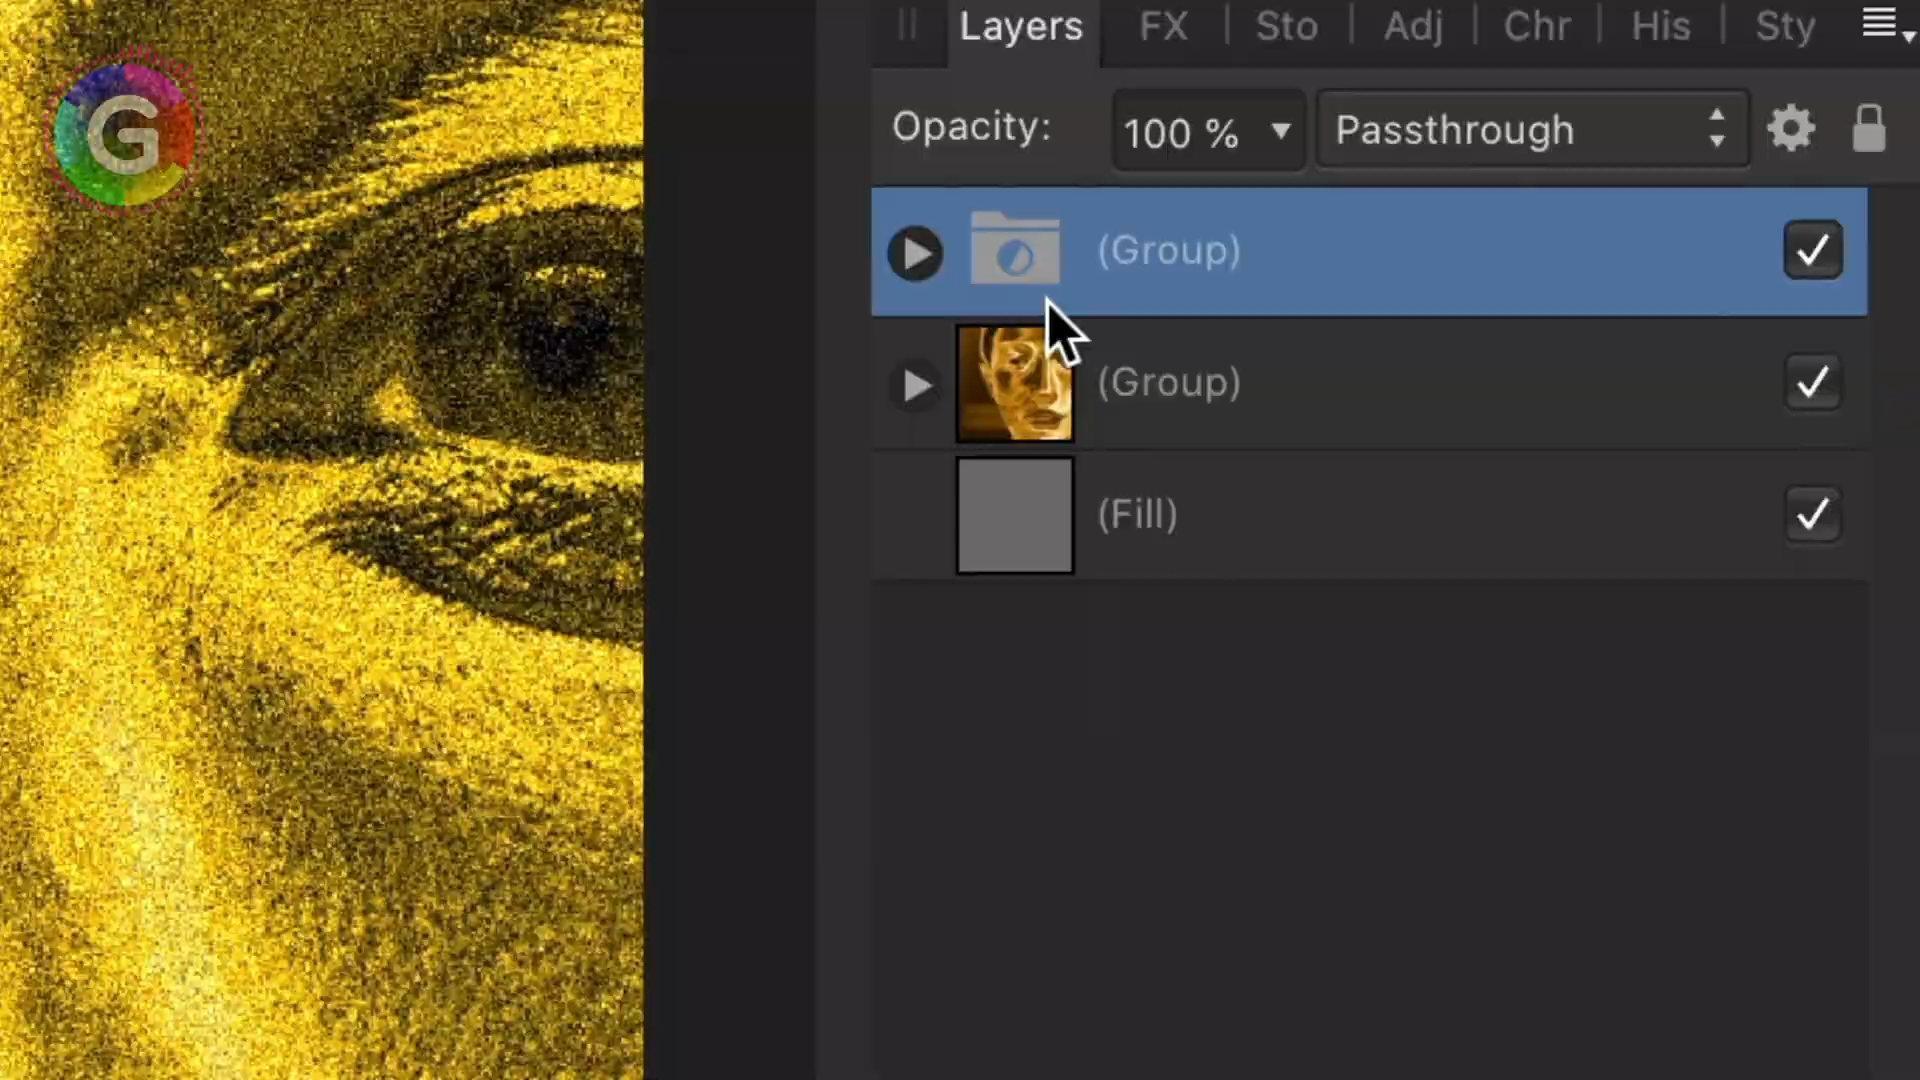 G
Layers FX Sto Adj Chr His Sty
Opacity: 100 % Passthrough
(Group)
(Group)
(Fill)